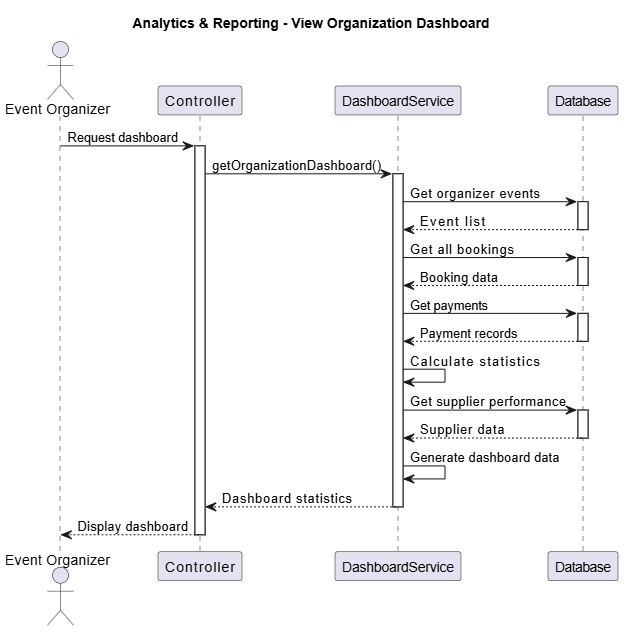 Analytics & Reporting - View Organization Dashboard
Event Organizer
Controller
DashboardService
Database
Request dashboard
getOrganizationDashboard()
Get organizer events
Event list
Get all bookings
Booking data
Get payments
Payment records
Calculate statistics
Get supplier performance
Supplier data
Generate dashboard data
Dashboard statistics
Display dashboard
Event Organizer
Controller
DashboardService
Database